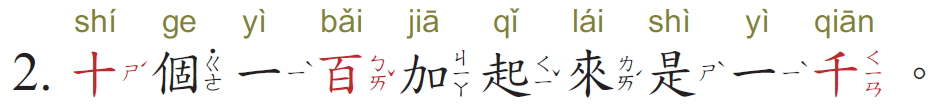 shí ge yì bǎi jiā qǐ lái shì yì qiān
2. 十ㄕˊ個˙ㄍㄜ一ㄧˋ百ㄅㄞˇ加ㄐㄧㄚ起ㄑㄧˇ來ㄌㄞˊ是ㄕˋ一ㄧˋ千ㄑㄧㄢ。